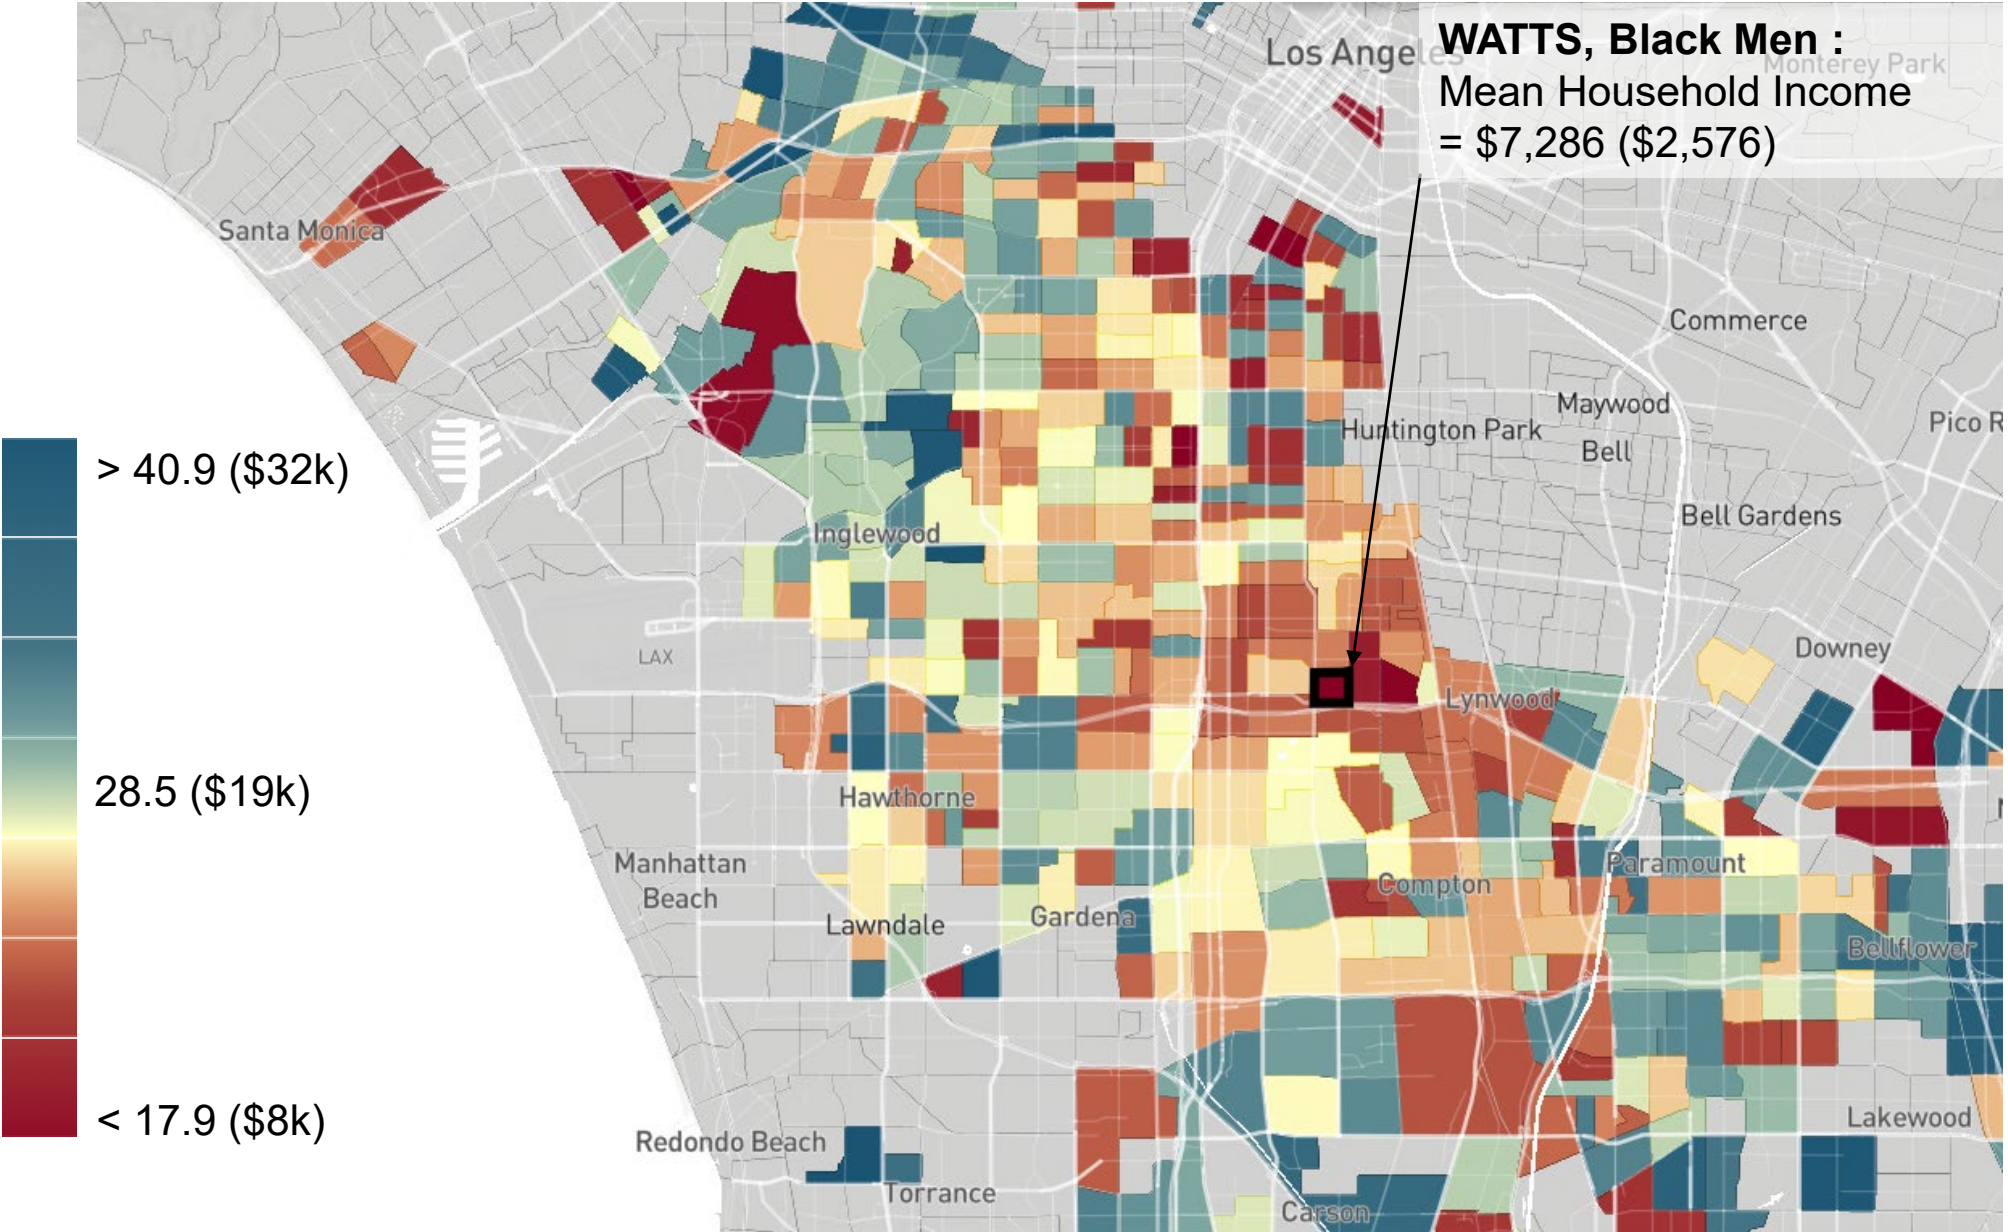 WATTS, Black Men :
Mean Household Income
= $7,286 ($2,576)
Los Angeles
Monterey Park
Santa Monica
Commerce
Maywood
Huntington Park
Pico R
Bell
> 40.9 ($32k)
Bell Gardens
Inglewood
Downey
LAX
Lynwood
28.5 ($19k)
Hawthorne
Manhattan
Beach
Paramount
Compton
Gardena
Lawndale
Bellflower
< 17.9 ($8k)
Lakewood
Redondo Beach
Torrance
Carson